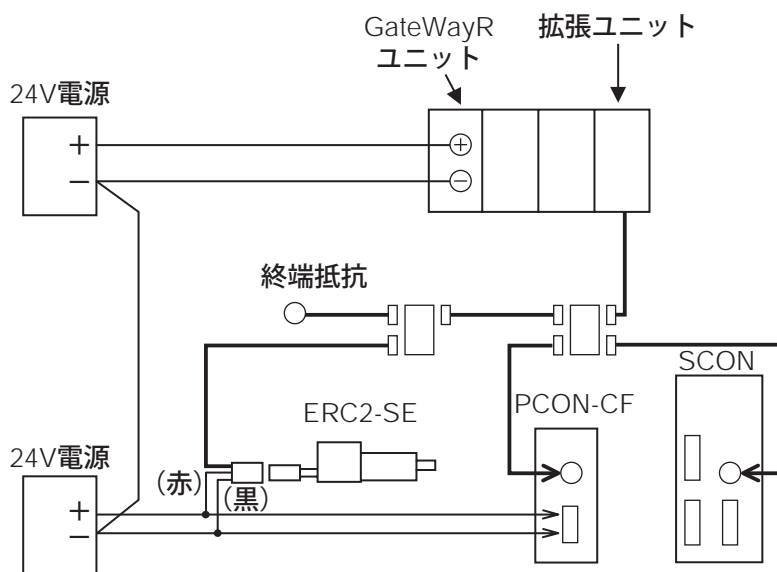 GateWayR
ユニット
拡張ユニット
24V電源
+
−
+
−
終端抵抗
SCON
ERC2-SE
PCON-CF
24V電源
(赤)
(黒)
+
−